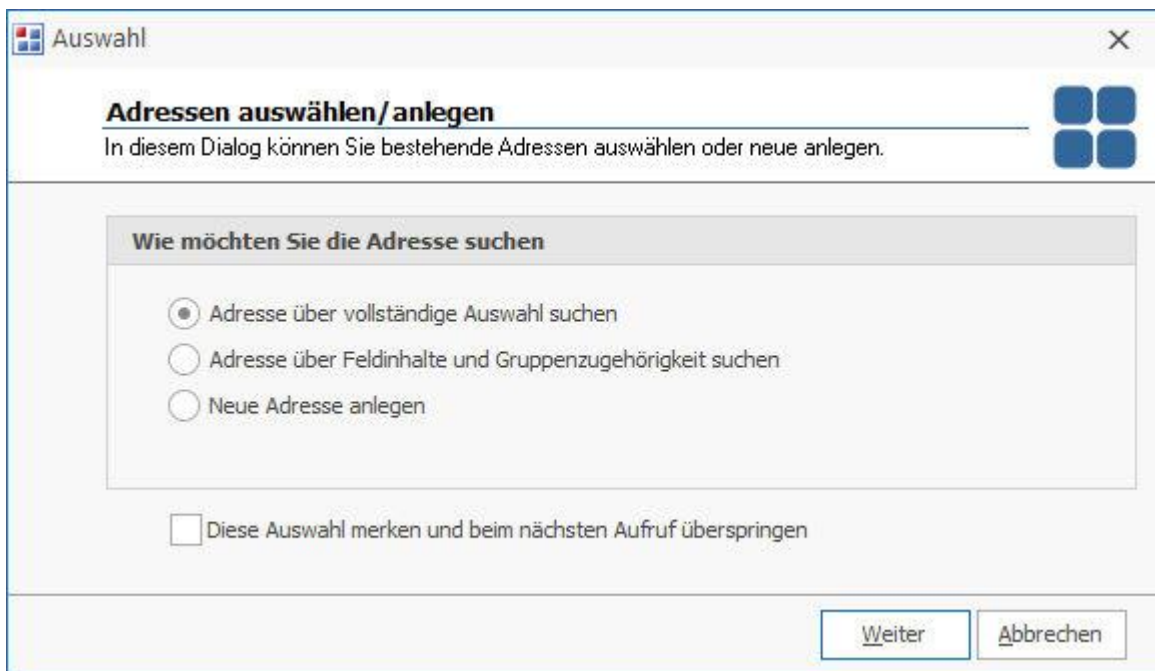 Auswahl
Adressen auswählen/anlegen
In diesem Dialog können Sie bestehende Adressen auswählen oder neue anlegen.
Wie möchten Sie die Adresse suchen
Adresse über vollständige Auswahl suchen
Adresse über Feldinhalte und Gruppenzugehörigkeit suchen
Neue Adresse anlegen
Diese Auswahl merken und beim nächsten Aufruf überspringen
Weiter Abbrechen